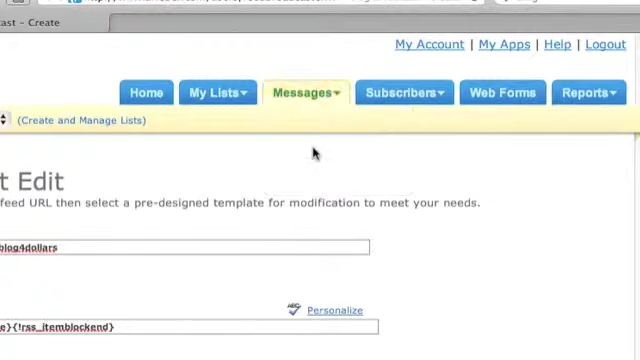 ast – Create
My Account | My Apps | Help | Logout
Home My Lists Messages Subscribers Web Forms Reports
(Create and Manage Lists)
t Edit
feed URL then select a pre-designed template for modification to meet your needs.
blog4dollars
ABC
Personalize
e}{!rss_itemblockend}